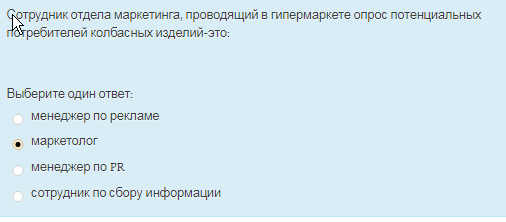 Сотрудник отдела маркетинга, проводящий в гипермаркете опрос потенциальных
потребителей колбасных изделий-это:
Выберите один ответ:
менеджер по рекламе
маркетолог
менеджер по PR
сотрудник по сбору информации